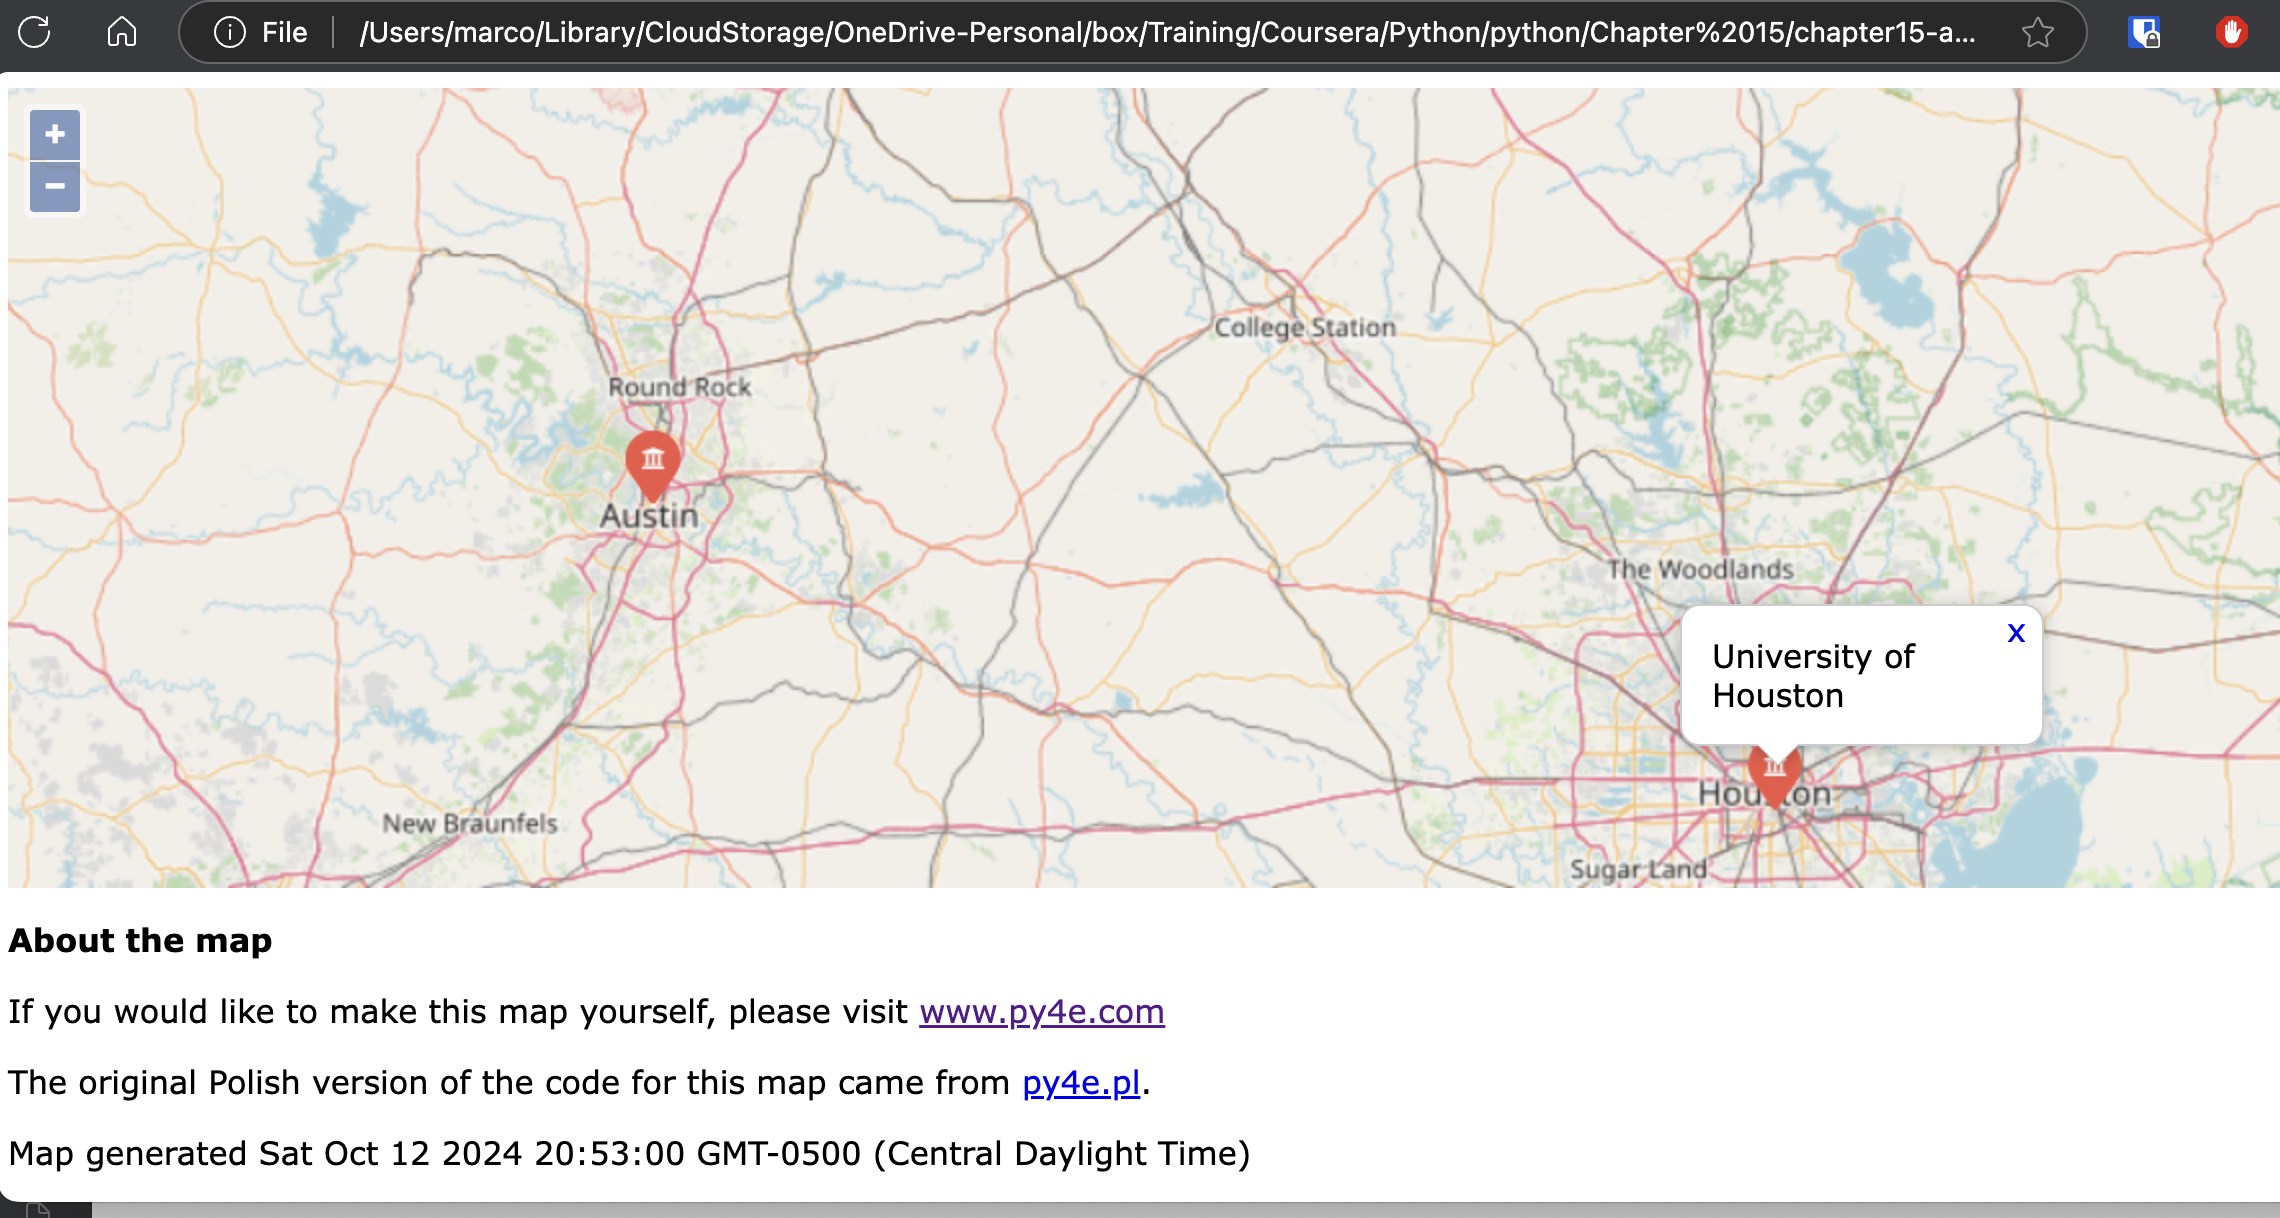 File
/Users/marco/Library/CloudStorage/OneDrive-Personal/box/Training/Coursera/Python/python/Chapter%2015/chapter15-a...
+
−
College Station
Round Rock
Austin
The Woodlands
x
University of
Houston
Houston
New Braunfels
Sugar Land
About the map
If you would like to make this map yourself, please visit www.py4e.com
The original Polish version of the code for this map came from py4e.pl.
Map generated Sat Oct 12 2024 20:53:00 GMT-0500 (Central Daylight Time)